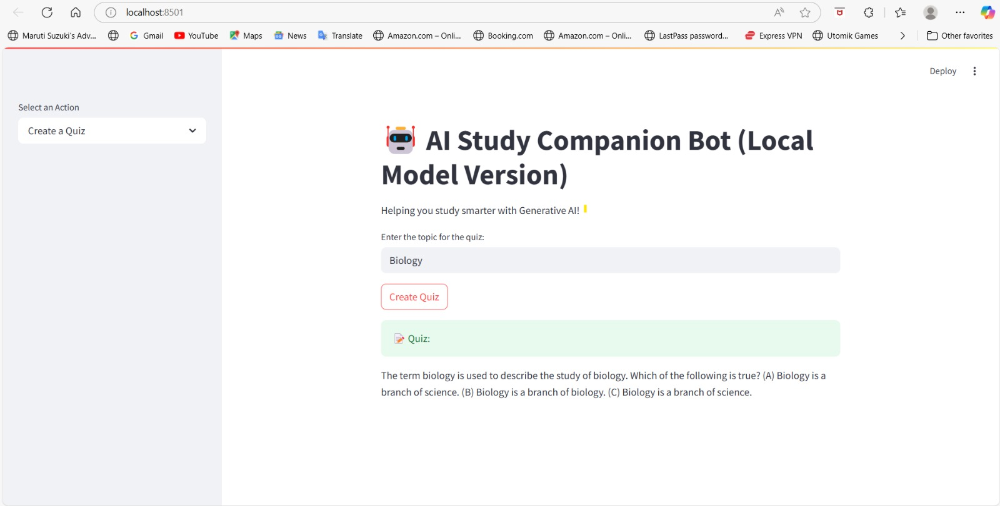 localhost:8501
Maruti Suzuki's Adv...
Gmail
YouTube
Maps
News
Translate
Amazon.com – Onli...
Booking.com
Amazon.com – Onli...
LastPass password...
Express VPN
Utomik Games
Other favorites
Deploy
Select an Action
Create a Quiz
AI Study Companion Bot (Local
Model Version)
Helping you study smarter with Generative AI!
Enter the topic for the quiz:
Biology
Create Quiz
Quiz:
The term biology is used to describe the study of biology. Which of the following is true? (A) Biology is a
branch of science. (B) Biology is a branch of biology. (C) Biology is a branch of science.